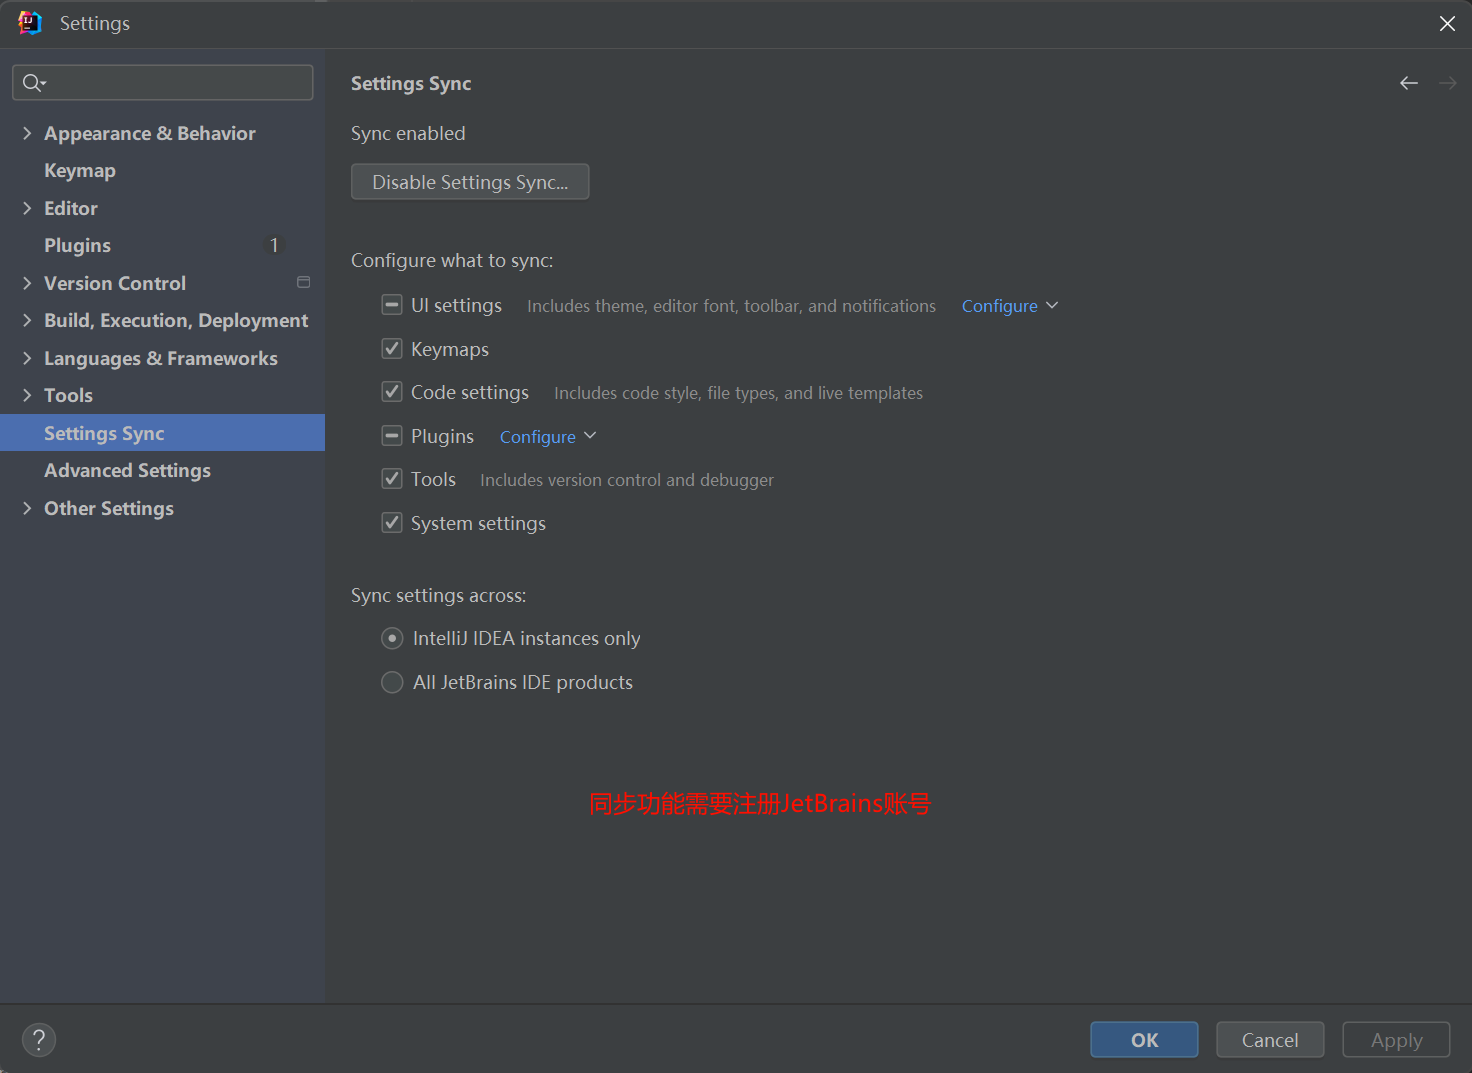 Settings
Appearance & Behavior
Keymap
Editor
Plugins 1
Version Control
Build, Execution, Deployment
Languages & Frameworks
Tools
Settings Sync
Advanced Settings
Other Settings
Settings Sync
Sync enabled
Disable Settings Sync...
Configure what to sync:
UI settings Includes theme, editor font, toolbar, and notifications Configure
Keymaps
Code settings Includes code style, file types, and live templates
Plugins Configure
Tools Includes version control and debugger
System settings
Sync settings across:
IntelliJ IDEA instances only
All JetBrains IDE products
同步功能需要注册JetBrains账号
? OK Cancel Apply